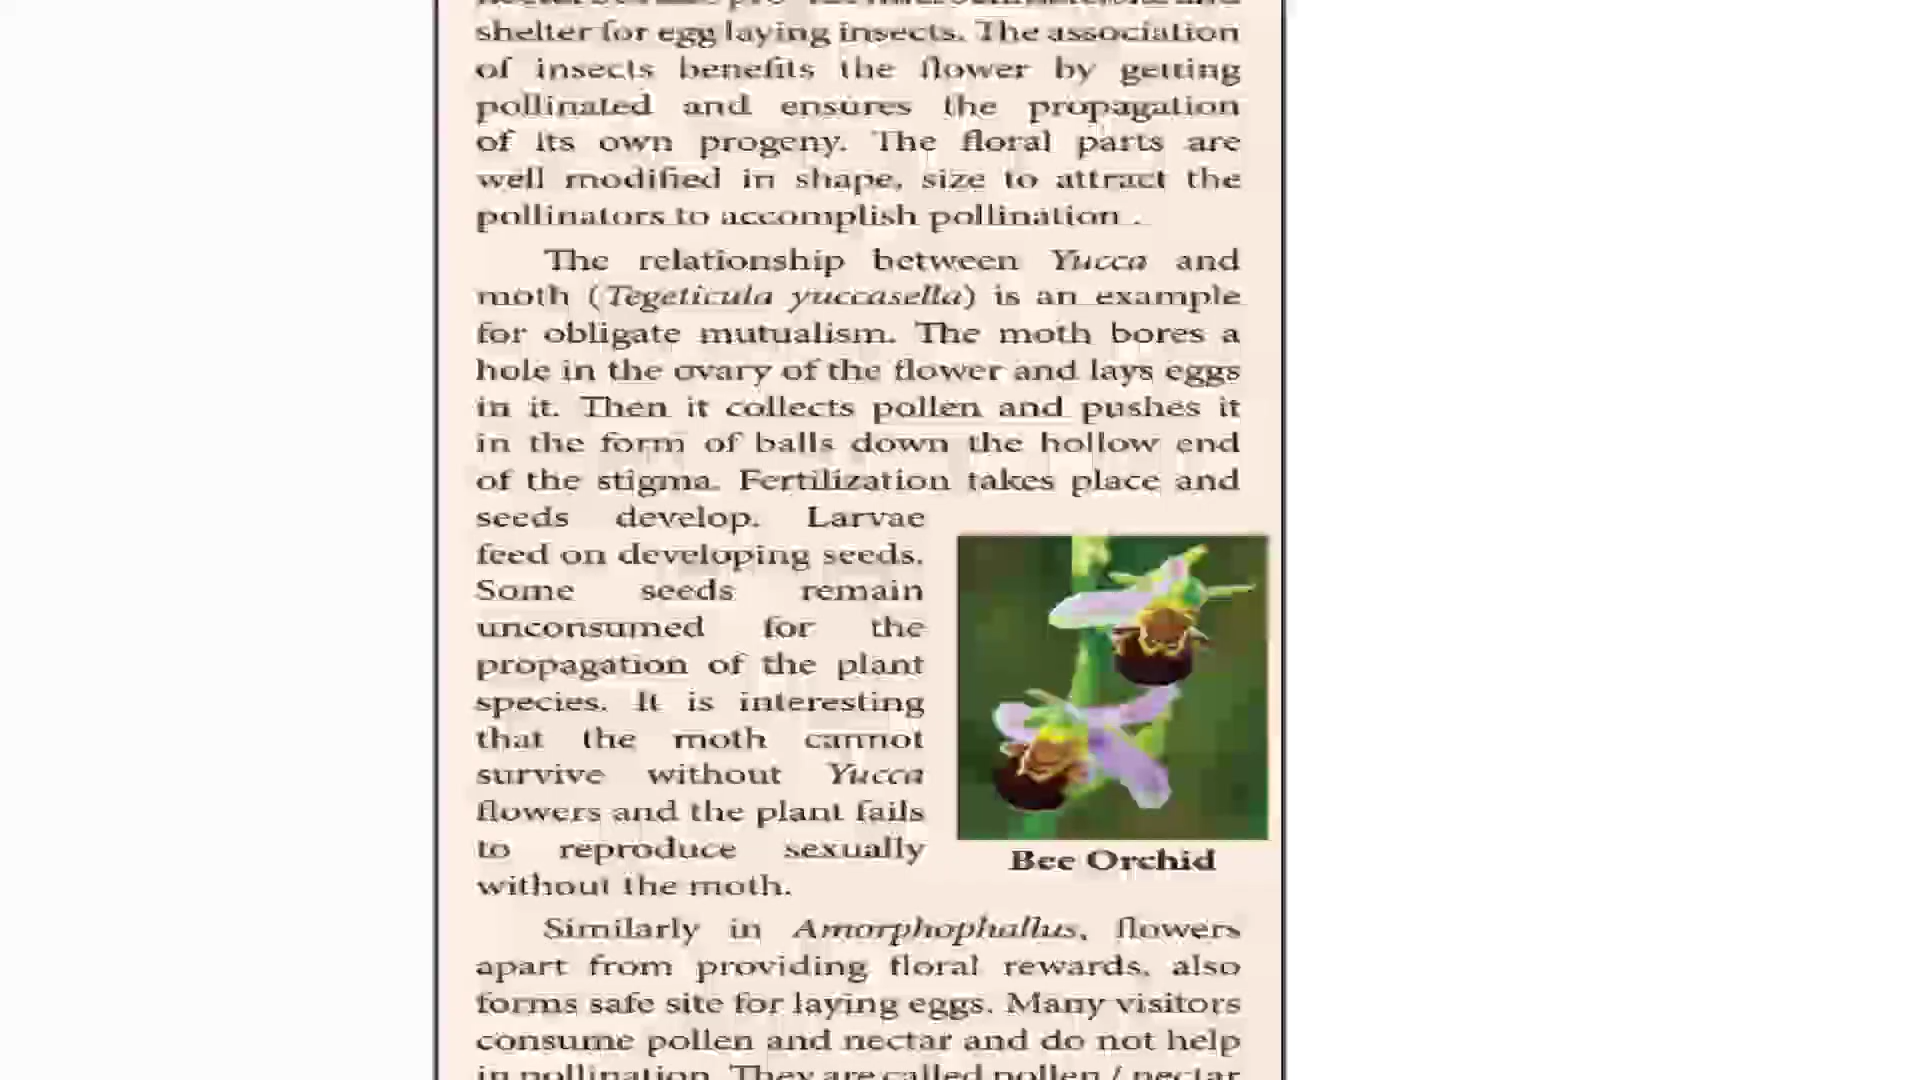 shelter for egg laying insects. The association
of insects benefits the flower by getting
pollinated and ensures the propagation
of its own progeny. The floral parts are
well modified in shape, size to attract the
pollinators to accomplish pollination .
The relationship between Yucca and
moth (Tegeticula yuccasella) is an example
for obligate mutualism. The moth bores a
hole in the ovary of the flower and lays eggs
in it. Then it collects pollen and pushes it
in the form of balls down the hollow end
of the stigma. Fertilization takes place and
seeds develop. Larvae
feed on developing seeds.
Some seeds remain
unconsumed for the
propagation of the plant
species. It is interesting
that the moth cannot
survive without Yucca
flowers and the plant fails
to reproduce sexually
without the moth.
Bee Orchid
Similarly in Amorphophallus, flowers
apart from providing floral rewards, also
forms safe site for laying eggs. Many visitors
consume pollen and nectar and do not help
in pollination. They are called pollen / nectar